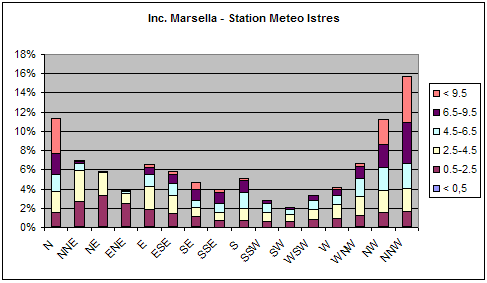 Inc. Marsella - Station Meteo Istres
18%
16%
14%
12%
10%
8%
6%
4%
2%
0%
N
NNE
NE
ENE
E
ESE
SE
SSE
S
SSW
SW
WSW
W
WNW
NW
NNW
< 9.5
6.5-9.5
4.5-6.5
2.5-4.5
0.5-2.5
< 0,5